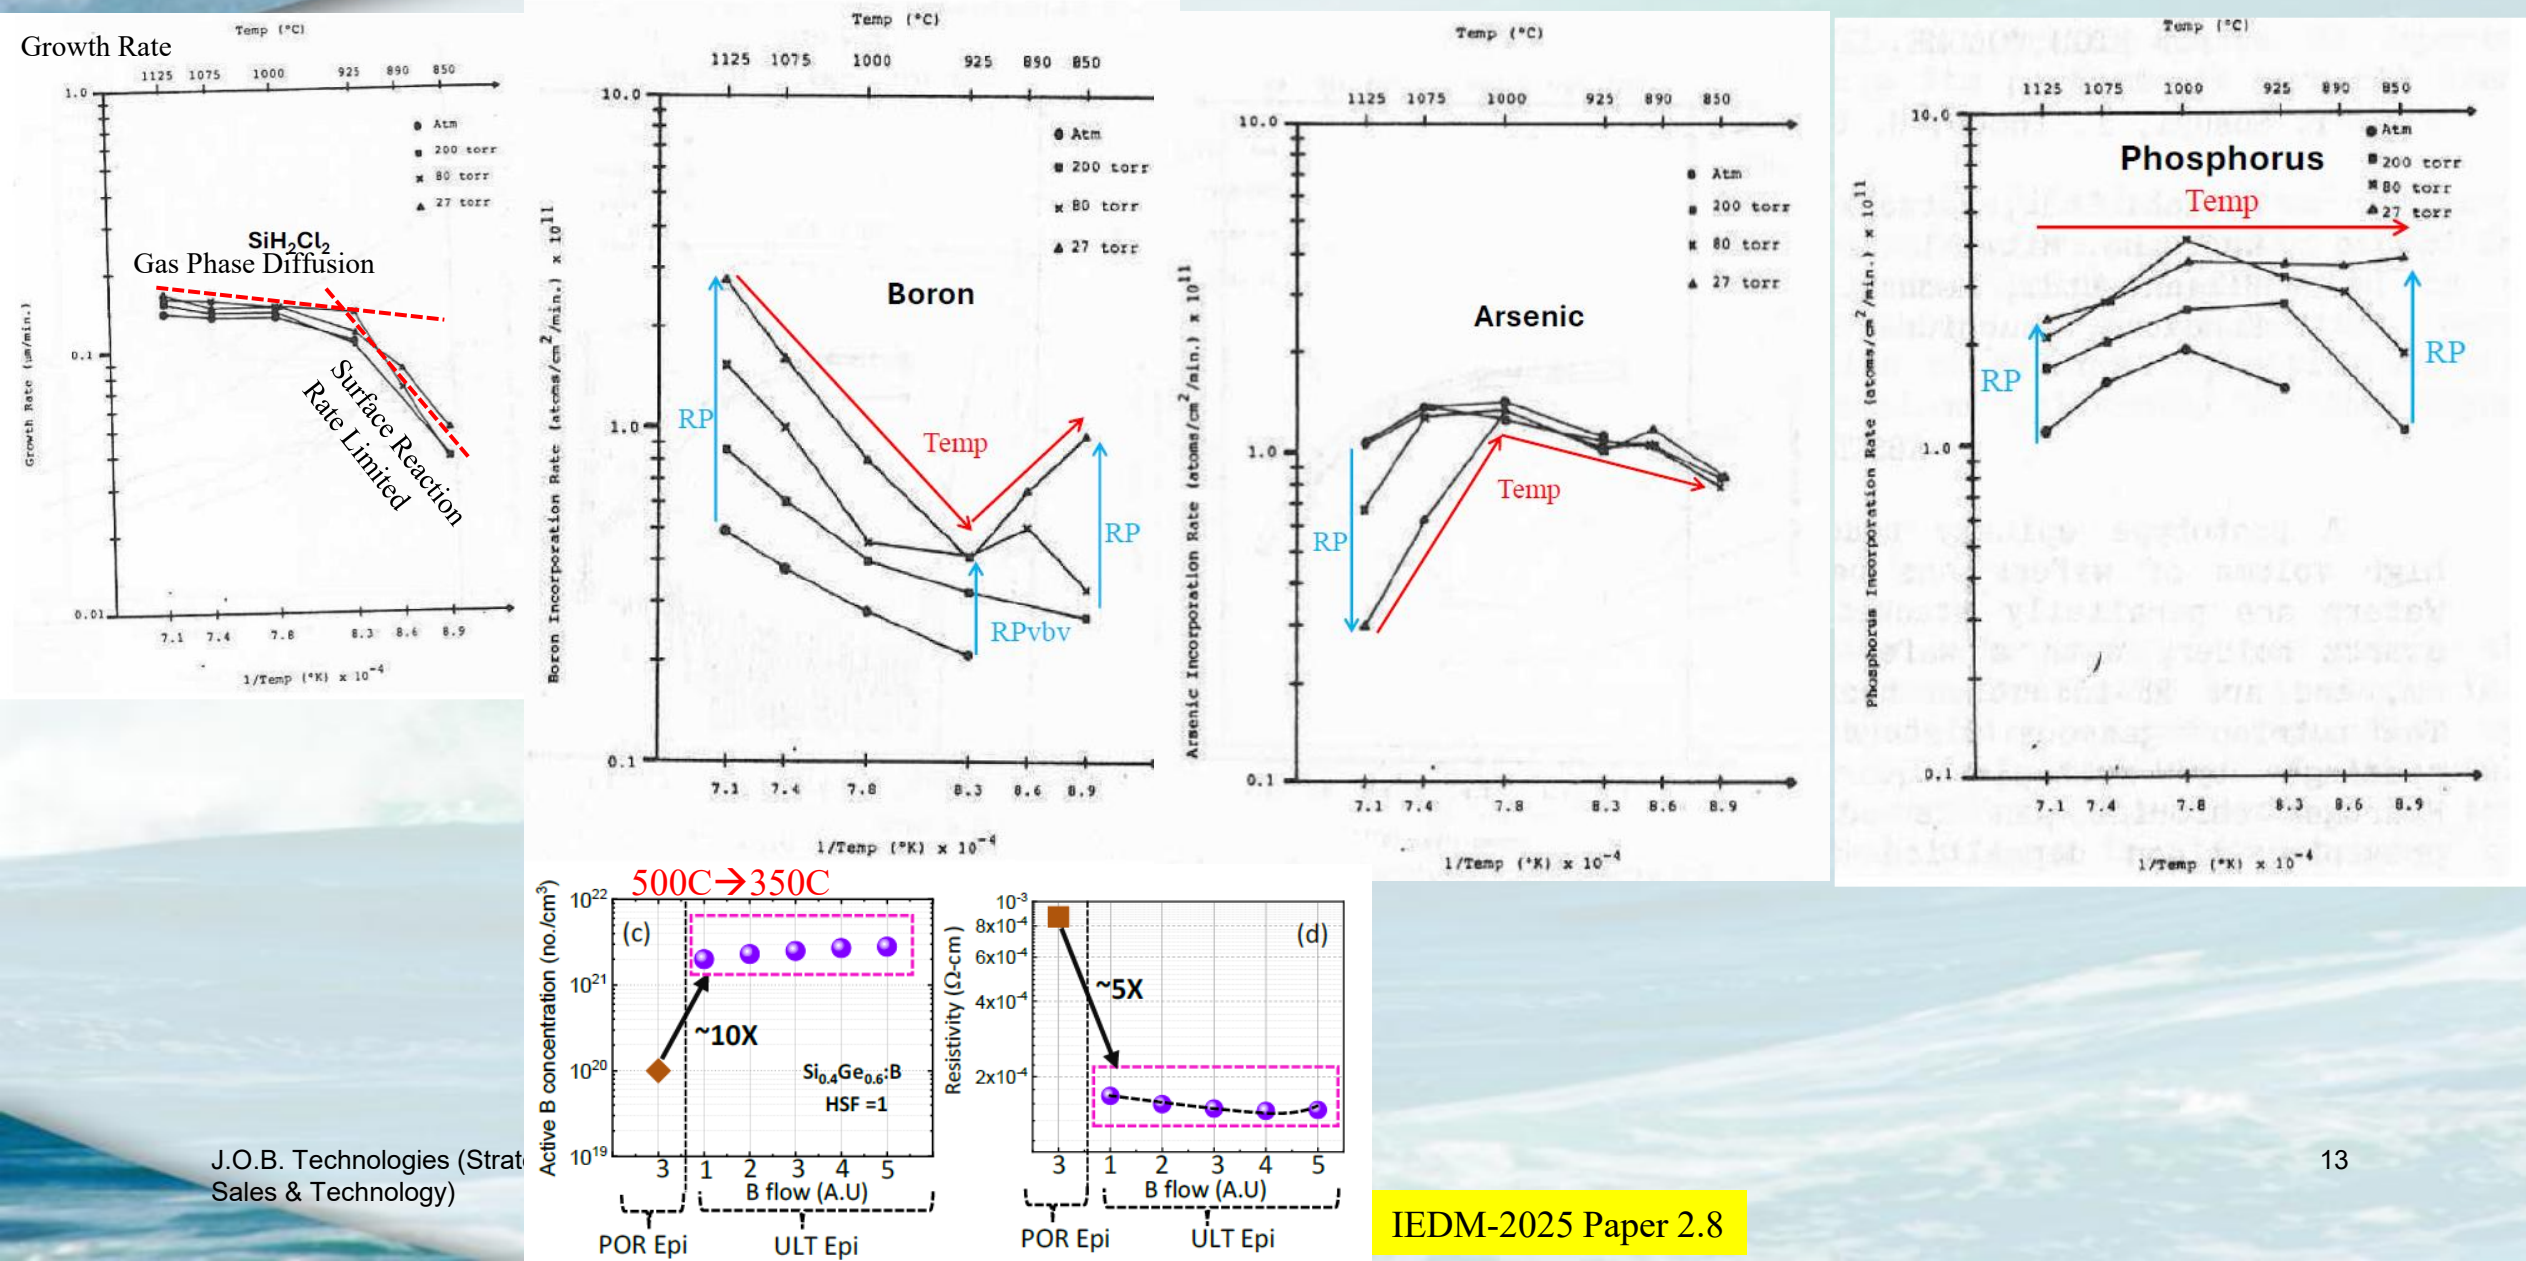 Growth Rate
Temp (°C)
1125 1075 1000 925 890 850
1.0
0.1
0.01
Growth Rate (um/min.)
Atm
200 torr
80 torr
27 torr
SiH2Cl2
Gas Phase Diffusion
Surface Reaction
Rate Limited
7.1 7.4 7.8 8.3 8.6 8.9
1/Temp (°K) x 10-4
Temp (°C)
1125 1075 1000 925 890 850
10.0
1.0
0.1
Boron Incorporation Rate (atoms/cm2/min.) x 1011
Atm
200 torr
80 torr
27 torr
Boron
RP
Temp
RP
RPvbv
7.1 7.4 7.8 8.3 8.6 8.9
1/Temp (°K) x 10-4
Temp (°C)
1125 1075 1000 925 890 850
10.0
1.0
0.1
Arsenic Incorporation Rate (atoms/cm2/min.) x 1011
Atm
200 torr
80 torr
27 torr
Arsenic
RP
Temp
7.1 7.4 7.8 8.3 8.6 8.9
1/Temp (°K) x 10-4
Temp (°C)
1125 1075 1000 925 890 850
10.0
1.0
0.1
Phosphorus Incorporation Rate (atoms/cm2/min.) x 1011
Atm
200 torr
80 torr
27 torr
Phosphorus
Temp
RP
RP
7.1 7.4 7.8 8.3 8.6 8.9
1/Temp (°K) x 10-4
500C→350C
Active B concentration (no./cm3)
1022
1021
1020
1019
(c)
~10X
Si0.4Ge0.6:B
HSF =1
3 1 2 3 4 5
B flow (A.U)
POR Epi ULT Epi
Resistivity (Ω-cm)
10-3
8x10-4
6x10-4
4x10-4
2x10-4
(d)
~5X
3 1 2 3 4 5
B flow (A.U)
POR Epi ULT Epi
J.O.B. Technologies (Strat
Sales & Technology)
IEDM-2025 Paper 2.8
13